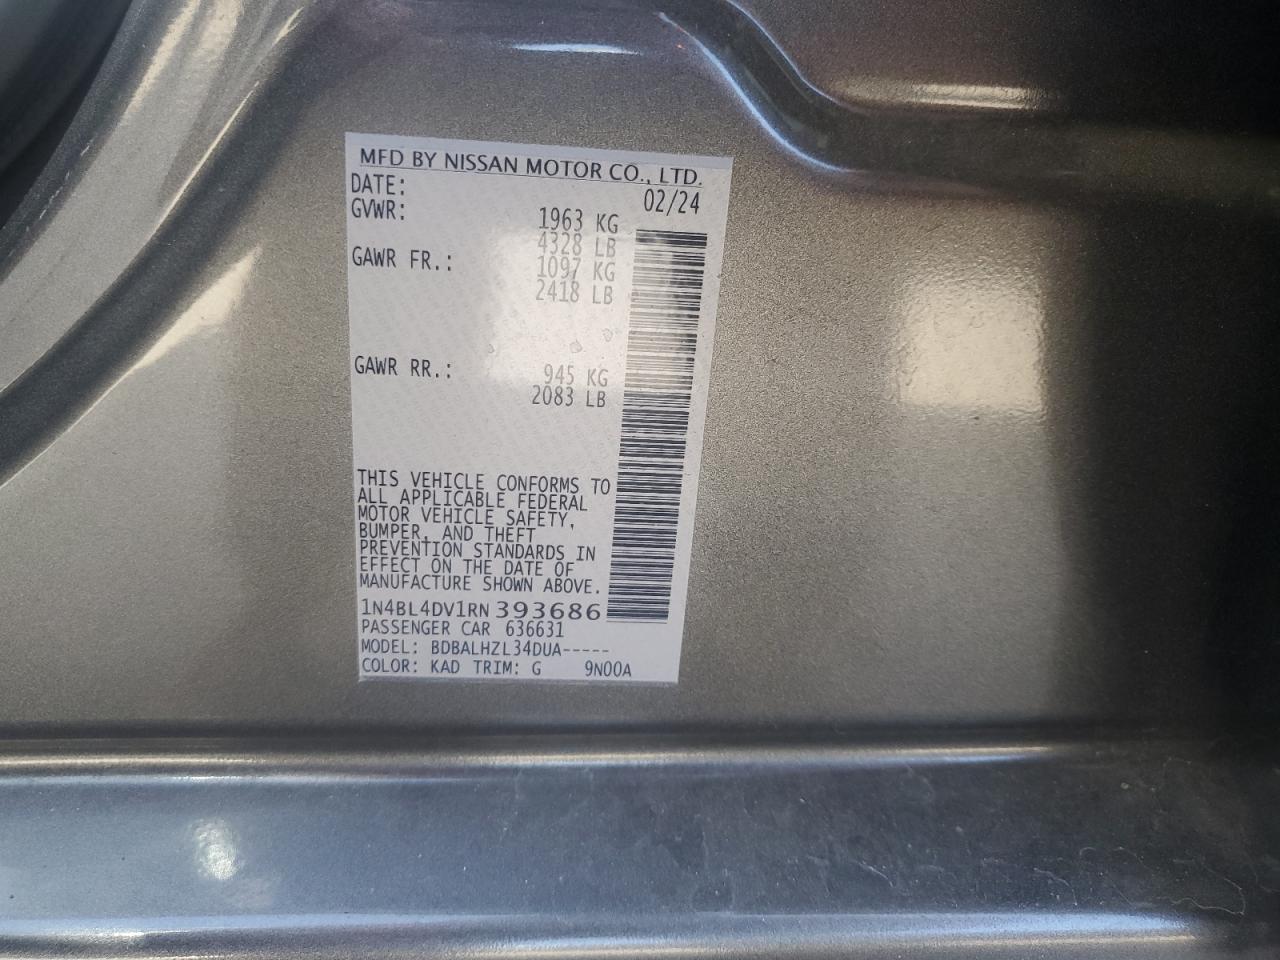 MFD BY NISSAN MOTOR CO., LTD.
DATE: 02/24
GVWR: 1963 KG
4328 LB
GAWR FR.: 1097 KG
2418 LB
GAWR RR.: 945 KG
2083 LB
THIS VEHICLE CONFORMS TO
ALL APPLICABLE FEDERAL
MOTOR VEHICLE SAFETY,
BUMPER, AND THEFT
PREVENTION STANDARDS IN
EFFECT ON THE DATE OF
MANUFACTURE SHOWN ABOVE.
1N4BL4DV1RN393686
PASSENGER CAR 636631
MODEL: BDBALHZL34DUA-----
COLOR: KAD TRIM: G 9N00A